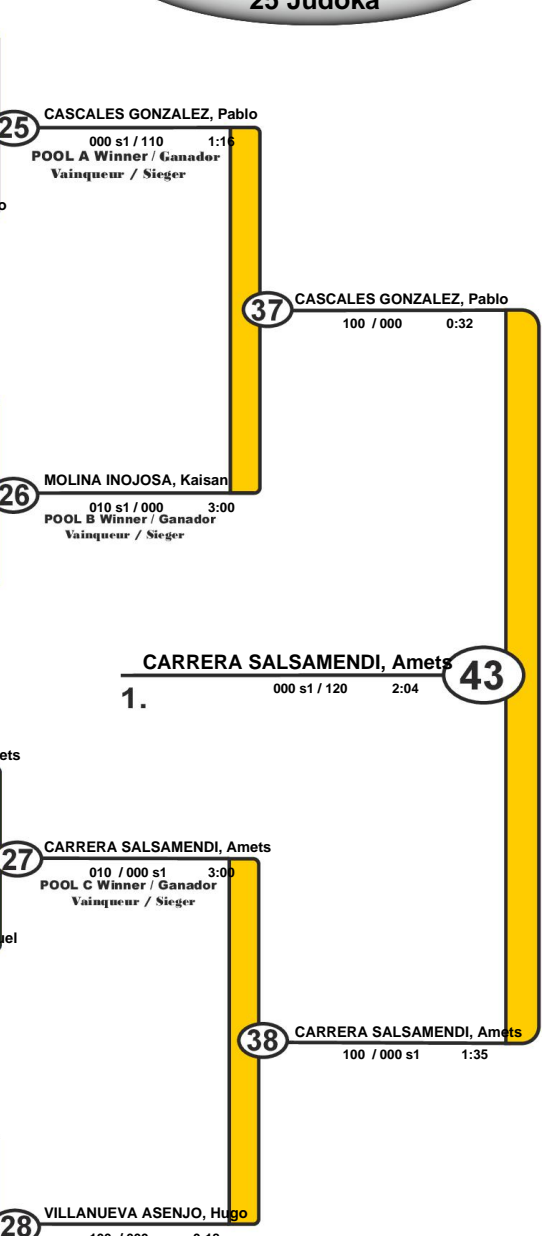 25 Judoka
25
CASCALES GONZALEZ, Pablo
000 s1 / 110 1:16
POOL A Winner / Ganador
Vainqueur / Sieger
o
37
CASCALES GONZALEZ, Pablo
100 / 000 0:32
26
MOLINA INOJOSA, Kaisan
010 s1 / 000 3:00
POOL B Winner / Ganador
Vainqueur / Sieger
CARRERA SALSAMENDI, Amets
43
000 s1 / 120 2:04
1.
ets
27
CARRERA SALSAMENDI, Amets
010 / 000 s1 3:00
POOL C Winner / Ganador
Vainqueur / Sieger
uel
38
CARRERA SALSAMENDI, Amets
100 / 000 s1 1:35
28
VILLANUEVA ASENJO, Hugo